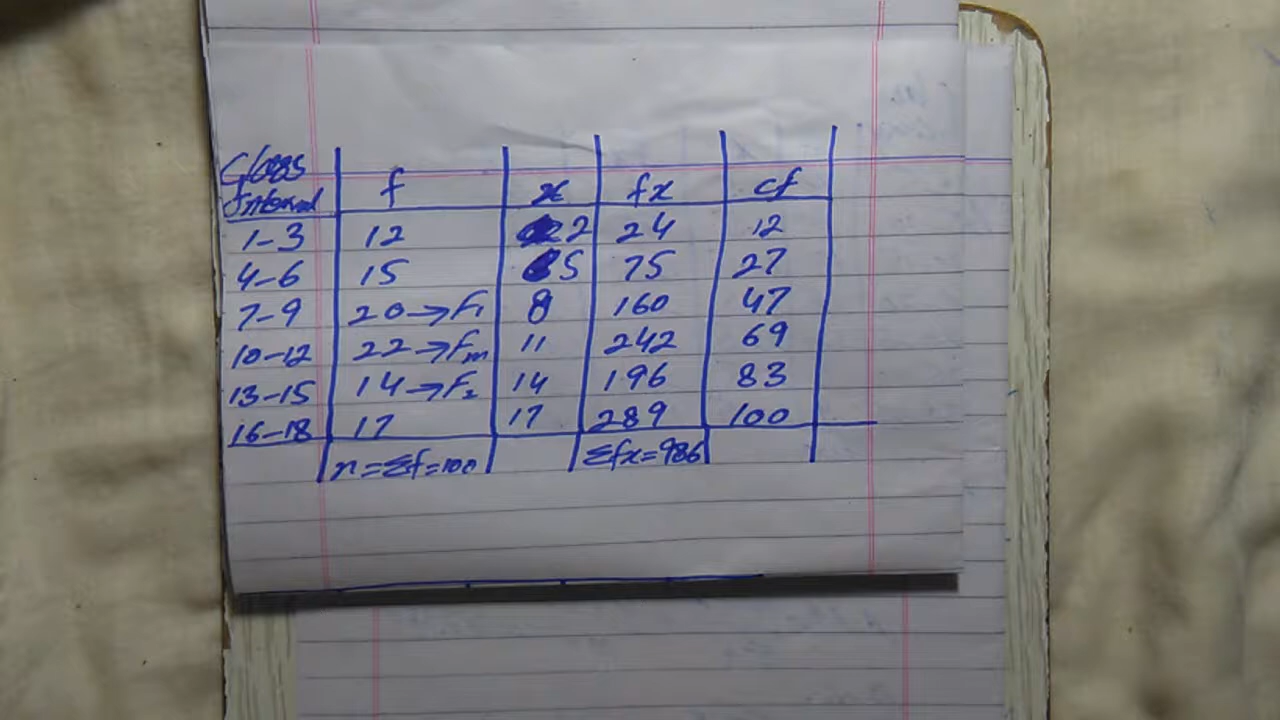 Class
Interval f x fx cf
1-3 12 2 24 12
4-6 15 5 75 27
7-9 20→f1 8 160 47
10-12 22→fm 11 242 69
13-15 14→f2 14 196 83
16-18 17 17 289 100
n=Σf=100 Σfx=986